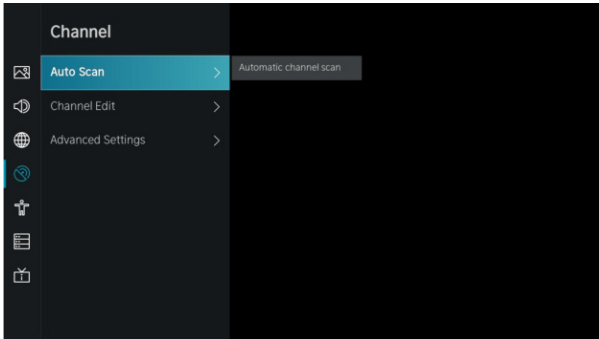 Channel
Auto Scan
Automatic channel scan
Channel Edit
Advanced Settings